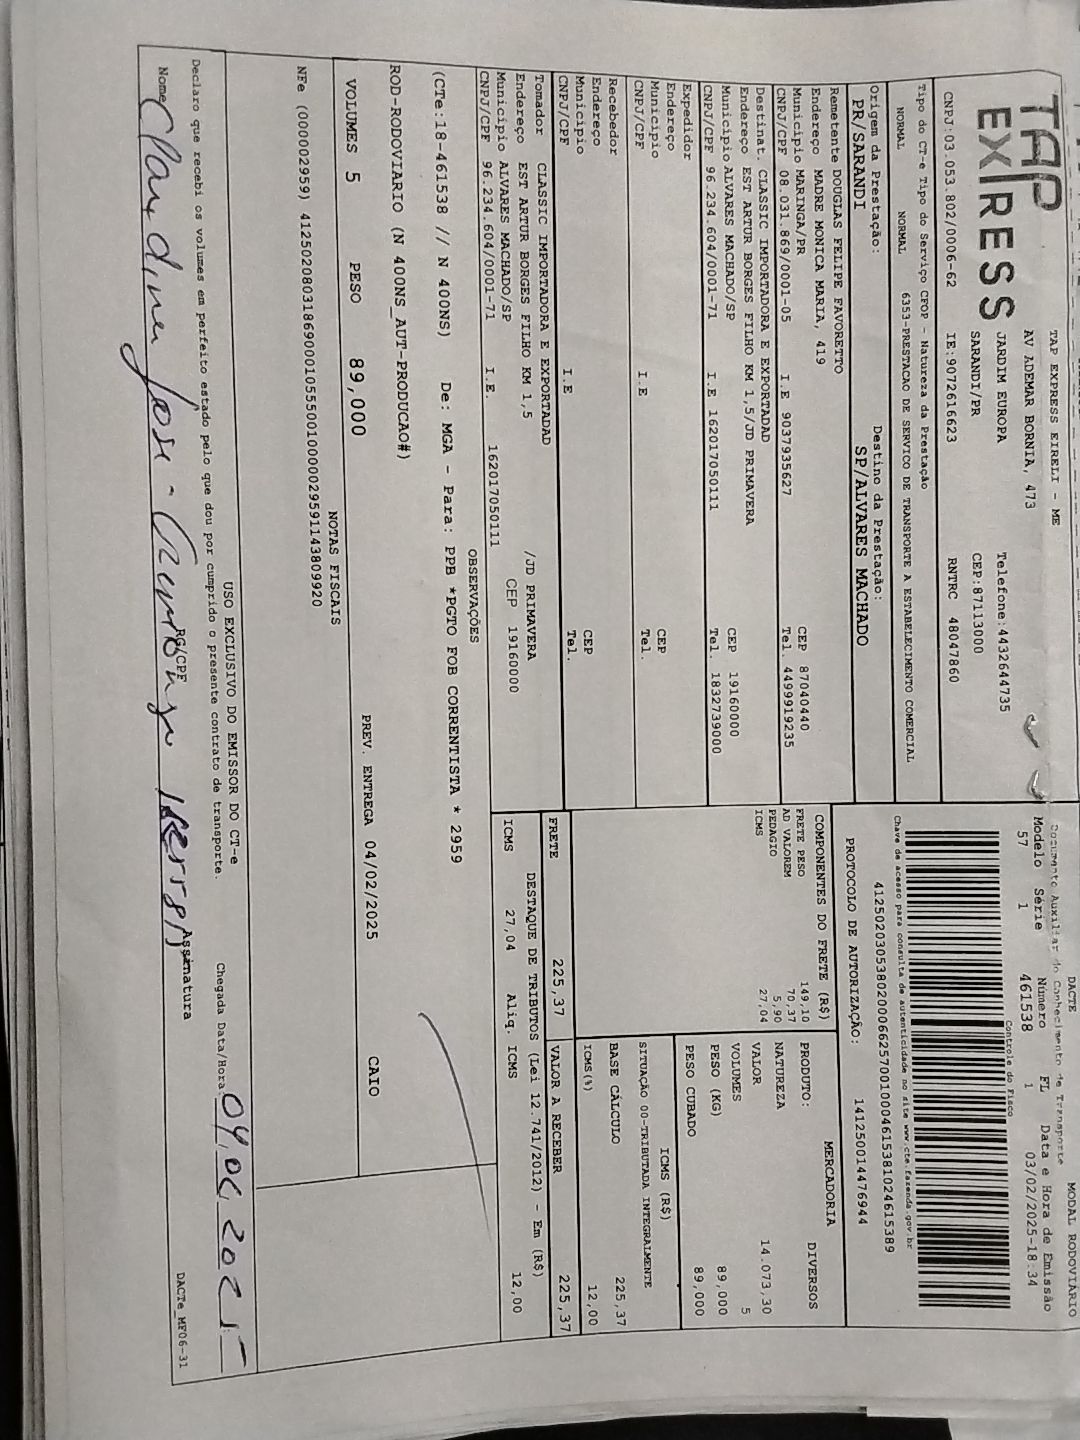 TAP
EXPRESS
TAP EXPRESS EIRELI - ME
AV ADEMAR BORNIA, 473
JARDIM EUROPA
Telefone:4432644735
SARANDI/PR
CEP:87113000
CNPJ:03.053.802/0006-62
IE:9072616623
RNTRC 48047860
DACTE
MODAL RODOVIÁRIO
Documento Auxiliar do Conhecimento de Transporte
Modelo Série Número FL Data e Hora de Emissão
57 1 461538 1 03/02/2025-18:34
Controle do Fisco
Chave de acesso para consulta de autenticidade no site www.cte.fazenda.gov.br
41250203053802000662570010004615381024615389
PROTOCOLO DE AUTORIZAÇÃO: 141250014476944
Tipo do CT-e Tipo do Serviço CFOP - Natureza da Prestação
NORMAL NORMAL 6353-PRESTACAO DE SERVICO DE TRANSPORTE A ESTABELECIMENTO COMERCIAL
Origem da Prestação: Destino da Prestação:
PR/SARANDI SP/ALVARES MACHADO
Remetente DOUGLAS FELIPE FAVORETTO
Endereço MADRE MONICA MARIA, 419
Município MARINGA/PR CEP 87040440
CNPJ/CPF 08.031.869/0001-05 I.E 9037935627 Tel. 4499919235
Destinat. CLASSIC IMPORTADORA E EXPORTADAD
Endereço EST ARTUR BORGES FILHO KM 1,5/JD PRIMAVERA
Município ALVARES MACHADO/SP CEP 19160000
CNPJ/CPF 96.234.604/0001-71 I.E 162017050111 Tel. 1832739000
Expedidor
Endereço
Município CEP
CNPJ/CPF I.E Tel.
Recebedor
Endereço
Município CEP
CNPJ/CPF I.E Tel.
Tomador CLASSIC IMPORTADORA E EXPORTADAD
Endereço EST ARTUR BORGES FILHO KM 1,5 /JD PRIMAVERA
Município ALVARES MACHADO/SP CEP 19160000
CNPJ/CPF 96.234.604/0001-71 I.E. 162017050111
COMPONENTES DO FRETE (R$)
FRETE PESO 149,10
AD VALOREM 70,37
PEDAGIO 5,90
ICMS 27,04
MERCADORIA
PRODUTO: DIVERSOS
NATUREZA
VALOR 14.073,30
VOLUMES 5
PESO (KG) 89,000
PESO CUBADO 89,000
ICMS (R$)
SITUAÇÃO 00-TRIBUTADA INTEGRALMENTE
BASE CÁLCULO 225,37
ICMS(%) 12,00
FRETE 225,37 VALOR A RECEBER 225,37
DESTAQUE DE TRIBUTOS (Lei 12.741/2012) - Em (R$)
ICMS 27,04 Alíq. ICMS 12,00
OBSERVAÇÕES
(CTe:18-461538 // N 400NS) De: MGA - Para: PPB *PGTO FOB CORRENTISTA * 2959
ROD-RODOVIARIO (N 400NS_AUT-PRODUCAO#)
VOLUMES 5 PESO 89,000 PREV. ENTREGA 04/02/2025 CAIO
NOTAS FISCAIS
NFe (000002959) 41250208031869000105550010000029591143809920
USO EXCLUSIVO DO EMISSOR DO CT-e
Declaro que recebi os volumes em perfeito estado pelo que dou por cumprido o presente contrato de transporte.
Chegada Data/Hora
Nome RG/CPF Assinatura
DACTe_MF06-31